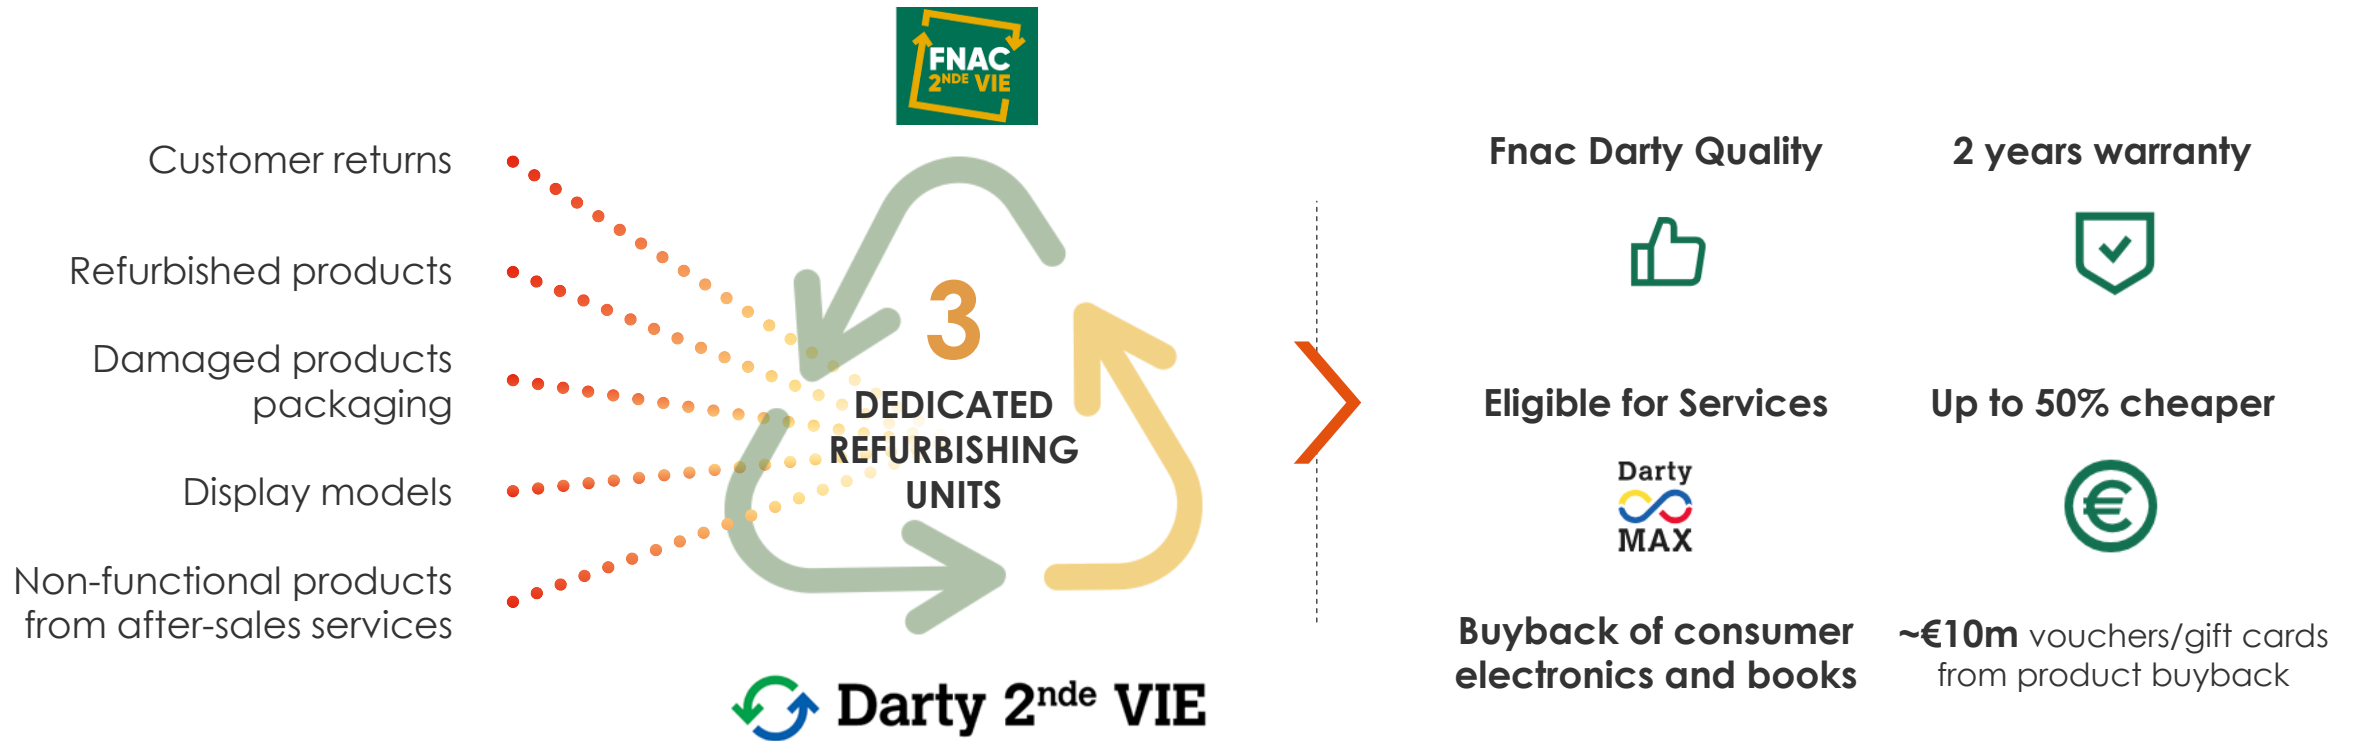 FNAC
2NDE VIE
Customer returns
Refurbished products
Damaged products
packaging
Display models
Non-functional products
from after-sales services
3
DEDICATED
REFURBISHING
UNITS
Darty 2nde VIE
Fnac Darty Quality
2 years warranty
Eligible for Services
Up to 50% cheaper
Darty
MAX
€
Buyback of consumer
electronics and books
~€10m vouchers/gift cards
from product buyback